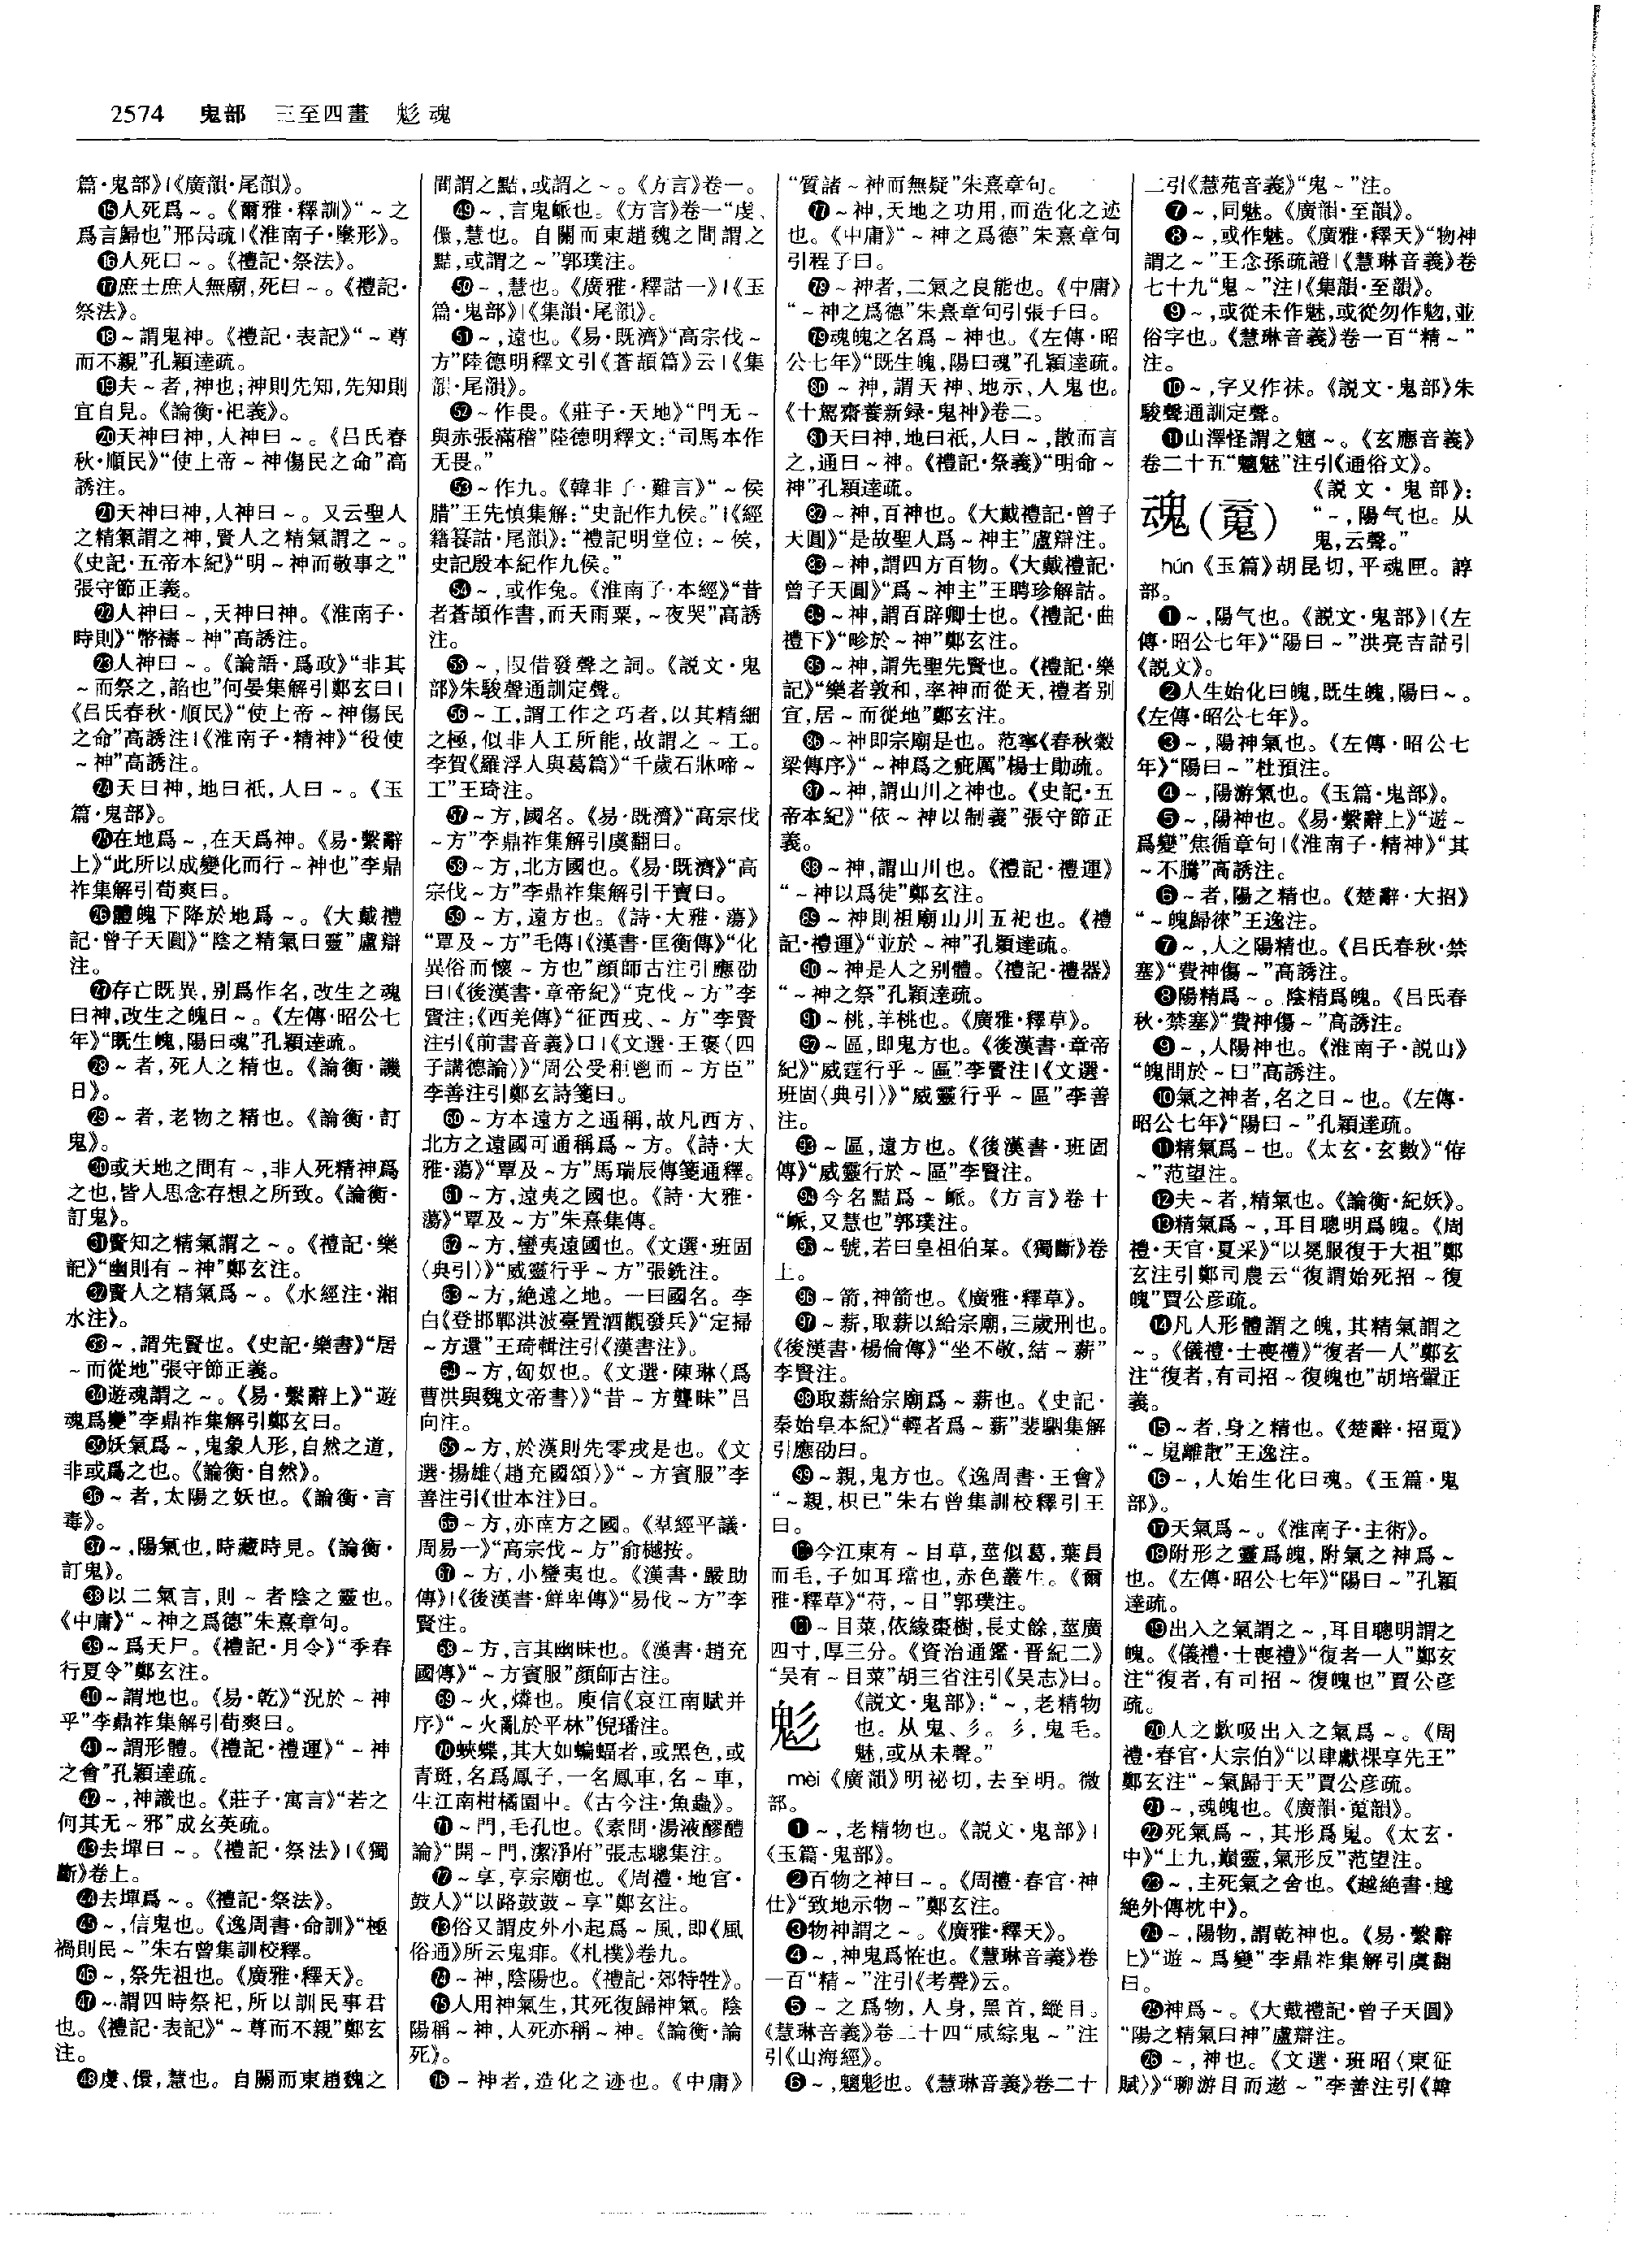 2574 鬼部 三至四畫 鬽 魂
篇·鬼部》|《廣韻·尾韻》。
⑮人死爲～。《爾雅·釋訓》“～之
爲言歸也”邢昺疏|《淮南子·墬形》。
⑯人死曰～。《禮記·祭法》。
⑰庶士庶人無廟,死曰～。《禮記·
祭法》。
⑱～謂鬼神。《禮記·表記》“～尊
而不親”孔穎達疏。
⑲夫～者,神也;神則先知,先知則
宜自見。《論衡·祀義》。
⑳天神曰神,人神曰～。《吕氏春
秋·順民》“使上帝～神傷民之命”高
誘注。
㉑天神曰神,人神曰～。又云聖人
之精氣謂之神,賢人之精氣謂之～。
《史記·五帝本紀》“明～神而敬事之”
張守節正義。
㉒人神曰～,天神曰神。《淮南子·
時則》“幣禱～神”高誘注。
㉓人神曰～。《論語·爲政》“非其
～而祭之,諂也”何晏集解引鄭玄曰|
《吕氏春秋·順民》“使上帝～神傷民
之命”高誘注|《淮南子·精神》“役使
～神”高誘注。
㉔天曰神,地曰祇,人曰～。《玉
篇·鬼部》。
㉕在地爲～,在天爲神。《易·繫辭
上》“此所以成變化而行～神也”李鼎
祚集解引荀爽曰。
㉖體魄下降於地爲～。《大戴禮
記·曾子天圓》“陰之精氣曰靈”盧辯
注。
㉗存亡既異,别爲作名,改生之魂
曰神,改生之魄曰～。《左傳·昭公七
年》“既生魄,陽曰魂”孔穎達疏。
㉘～者,死人之精也。《論衡·譏
日》。
㉙～者,老物之精也。《論衡·訂
鬼》。
㉚或天地之間有～,非人死精神爲
之也,皆人思念存想之所致。《論衡·
訂鬼》。
㉛賢知之精氣謂之～。《禮記·樂
記》“幽則有～神”鄭玄注。
㉜賢人之精氣爲～。《水經注·湘
水注》。
㉝～,謂先賢也。《史記·樂書》“居
～而從地”張守節正義。
㉞遊魂謂之～。《易·繫辭上》“遊
魂爲變”李鼎祚集解引鄭玄曰。
㉟妖氣爲～,鬼象人形,自然之道,
非或爲之也。《論衡·自然》。
㊱～者,太陽之妖也。《論衡·言
毒》。
㊲～,陽氣也,時藏時見。《論衡·
訂鬼》。
㊳以二氣言,則～者陰之靈也。
《中庸》“～神之爲德”朱熹章句。
㊴～爲天尸。《禮記·月令》“季春
行夏令”鄭玄注。
㊵～謂地也。《易·乾》“況於～神
乎”李鼎祚集解引荀爽曰。
㊶～謂形體。《禮記·禮運》“～神
之會”孔穎達疏。
㊷～,神識也。《莊子·寓言》“若之
何其无～邪”成玄英疏。
㊸去墠曰～。《禮記·祭法》|《獨
斷》卷上。
㊹去墠爲～。《禮記·祭法》。
㊺～,信鬼也。《逸周書·命訓》“極
禍則民～”朱右曾集訓校釋。
㊻～,祭先祖也。《廣雅·釋天》。
㊼～,謂四時祭祀,所以訓民事君
也。《禮記·表記》“～尊而不親”鄭玄
注。
㊽虔、儇,慧也。自關而東趙魏之
間謂之黠,或謂之～。《方言》卷一。
㊾～,言鬼䘑也。《方言》卷一“虔、
儇,慧也。自關而東趙魏之間謂之
黠,或謂之～”郭璞注。
㊿～,慧也。《廣雅·釋詁一》|《玉
篇·鬼部》|《集韻·尾韻》。
51～,遠也。《易·既濟》“高宗伐～
方”陸德明釋文引《蒼頡篇》云|《集
韻·尾韻》。
52～作畏。《莊子·天地》“門无～
與赤張滿稽”陸德明釋文:“司馬本作
无畏。”
53～作九。《韓非子·難言》“～侯
腊”王先慎集解:“史記作九侯。”|《經
籍籑詁·尾韻》:“禮記明堂位:～侯,
史記殷本紀作九侯。”
54～,或作兔。《淮南子·本經》“昔
者蒼頡作書,而天雨粟,～夜哭”高誘
注。
55～,叚借發聲之詞。《説文·鬼
部》朱駿聲通訓定聲。
56～工,謂工作之巧者,以其精細
之極,似非人工所能,故謂之～工。
李賀《羅浮人與葛篇》“千歲石牀啼～
工”王琦注。
57～方,國名。《易·既濟》“高宗伐
～方”李鼎祚集解引虞翻曰。
58～方,北方國也。《易·既濟》“高
宗伐～方”李鼎祚集解引干寶曰。
59～方,遠方也。《詩·大雅·蕩》
“覃及～方”毛傳|《漢書·匡衡傳》“化
異俗而懷～方也”顔師古注引應劭
曰|《後漢書·章帝紀》“克伐～方”李
賢注;《西羌傳》“征西戎、～方”李賢
注引《前書音義》曰|《文選·王褒〈四
子講德論〉》“周公受秬鬯而～方臣”
李善注引鄭玄詩箋曰。
60～方本遠方之通稱,故凡西方、
北方之遠國可通稱爲～方。《詩·大
雅·蕩》“覃及～方”馬瑞辰傳箋通釋。
61～方,遠夷之國也。《詩·大雅·
蕩》“覃及～方”朱熹集傳。
62～方,蠻夷遠國也。《文選·班固
〈典引〉》“威靈行乎～方”張銑注。
63～方,絶遠之地。一曰國名。李
白《登邯鄲洪波臺置酒觀發兵》“定掃
～方還”王琦輯注引《漢書注》。
64～方,匈奴也。《文選·陳琳〈爲
曹洪與魏文帝書〉》“昔～方聾昧”吕
向注。
65～方,於漢則先零戎是也。《文
選·揚雄〈趙充國頌〉》“～方賓服”李
善注引《世本注》曰。
66～方,亦南方之國。《羣經平議·
周易一》“高宗伐～方”俞樾按。
67～方,小蠻夷也。《漢書·嚴助
傳》|《後漢書·鮮卑傳》“易伐～方”李
賢注。
68～方,言其幽昧也。《漢書·趙充
國傳》“～方賓服”顔師古注。
69～火,燐也。庾信《哀江南賦并
序》“～火亂於平林”倪璠注。
70蛺蝶,其大如蝙蝠者,或黑色,或
青斑,名爲鳳子,一名鳳車,名～車,
生江南柑橘園中。《古今注·魚蟲》。
71～門,毛孔也。《素問·湯液醪醴
論》“開～門,潔淨府”張志聰集注。
72～享,享宗廟也。《周禮·地官·
鼓人》“以路鼓鼓～享”鄭玄注。
73俗又謂皮外小起爲～風,即《風
俗通》所云鬼痱。《札樸》卷九。
74～神,陰陽也。《禮記·郊特牲》。
75人用神氣生,其死復歸神氣。陰
陽稱～神,人死亦稱～神。《論衡·論
死》。
76～神者,造化之迹也。《中庸》
“質諸～神而無疑”朱熹章句。
77～神,天地之功用,而造化之迹
也。《中庸》“～神之爲德”朱熹章句
引程子曰。
78～神者,二氣之良能也。《中庸》
“～神之爲德”朱熹章句引張子曰。
79魂魄之名爲～神也。《左傳·昭
公七年》“既生魄,陽曰魂”孔穎達疏。
80～神,謂天神、地示、人鬼也。
《十駕齋養新録·鬼神》卷二。
81天曰神,地曰祇,人曰～,散而言
之,通曰～神。《禮記·祭義》“明命～
神”孔穎達疏。
82～神,百神也。《大戴禮記·曾子
天圓》“是故聖人爲～神主”盧辯注。
83～神,謂四方百物。《大戴禮記·
曾子天圓》“爲～神主”王聘珍解詁。
84～神,謂百辟卿士也。《禮記·曲
禮下》“畛於～神”鄭玄注。
85～神,謂先聖先賢也。《禮記·樂
記》“樂者敦和,率神而從天,禮者别
宜,居～而從地”鄭玄注。
86～神即宗廟是也。范寧《春秋穀
梁傳序》“～神爲之疵厲”楊士勛疏。
87～神,謂山川之神也。《史記·五
帝本紀》“依～神以制義”張守節正
義。
88～神,謂山川也。《禮記·禮運》
“～神以爲徒”鄭玄注。
89～神則祖廟山川五祀也。《禮
記·禮運》“並於～神”孔穎達疏。
90～神是人之别體。《禮記·禮器》
“～神之祭”孔穎達疏。
91～桃,羊桃也。《廣雅·釋草》。
92～區,即鬼方也。《後漢書·章帝
紀》“威霆行乎～區”李賢注|《文選·
班固〈典引〉》“威靈行乎～區”李善
注。
93～區,遠方也。《後漢書·班固
傳》“威靈行於～區”李賢注。
94今名黠爲～䘑。《方言》卷十
“䘑,又慧也”郭璞注。
95～號,若曰皇祖伯某。《獨斷》卷
上。
96～箭,神箭也。《廣雅·釋草》。
97～薪,取薪以給宗廟,三歲刑也。
《後漢書·楊倫傳》“坐不敬,結～薪”
李賢注。
98取薪給宗廟爲～薪也。《史記·
秦始皇本紀》“輕者爲～薪”裴駰集解
引應劭曰。
99～親,鬼方也。《逸周書·王會》
“～親,枳已”朱右曾集訓校釋引王
曰。
100今江東有～目草,莖似葛,葉員
而毛,子如耳璫也,赤色叢生。《爾
雅·釋草》“苻,～目”郭璞注。
101～目菜,依緣棗樹,長丈餘,莖廣
四寸,厚三分。《資治通鑑·晋紀二》
“吴有～目菜”胡三省注引《吴志》曰。
鬽
《説文·鬼部》:“～,老精物
也。从鬼、彡。彡,鬼毛。
魅,或从未聲。”
mèi《廣韻》明祕切,去至明。微
部。
❶～,老精物也。《説文·鬼部》|
《玉篇·鬼部》。
❷百物之神曰～。《周禮·春官·神
仕》“致地示物～”鄭玄注。
❸物神謂之～。《廣雅·釋天》。
❹～,神鬼爲恠也。《慧琳音義》卷
一百“精～”注引《考聲》云。
❺～之爲物,人身,黑首,縱目。
《慧琳音義》卷二十四“咸綜鬼～”注
引《山海經》。
❻～,魑鬽也。《慧琳音義》卷二十
二引《慧苑音義》“鬼～”注。
❼～,同魅。《廣韻·至韻》。
❽～,或作魅。《廣雅·釋天》“物神
謂之～”王念孫疏證|《慧琳音義》卷
七十九“鬼～”注|《集韻·至韻》。
❾～,或從未作魅,或從勿作魩,並
俗字也。《慧琳音義》卷一百“精～”
注。
❿～,字又作袜。《説文·鬼部》朱
駿聲通訓定聲。
⓫山澤怪謂之魑～。《玄應音義》
卷二十五“魑魅”注引《通俗文》。
魂(䰟)
《説文·鬼部》:
“～,陽气也。从
鬼,云聲。”
hún《玉篇》胡昆切,平魂匣。諄
部。
❶～,陽气也。《説文·鬼部》|《左
傳·昭公七年》“陽曰～”洪亮吉詁引
《説文》。
❷人生始化曰魄,既生魄,陽曰～。
《左傳·昭公七年》。
❸～,陽神氣也。《左傳·昭公七
年》“陽曰～”杜預注。
❹～,陽游氣也。《玉篇·鬼部》。
❺～,陽神也。《易·繫辭上》“遊～
爲變”焦循章句|《淮南子·精神》“其
～不騰”高誘注。
❻～者,陽之精也。《楚辭·大招》
“～魄歸徠”王逸注。
❼～,人之陽精也。《吕氏春秋·禁
塞》“費神傷～”高誘注。
❽陽精爲～。陰精爲魄。《吕氏春
秋·禁塞》“費神傷～”高誘注。
❾～,人陽神也。《淮南子·説山》
“魄問於～曰”高誘注。
❿氣之神者,名之曰～也。《左傳·
昭公七年》“陽曰～”孔穎達疏。
⓫精氣爲～也。《太玄·玄數》“侟
～”范望注。
⓬夫～者,精氣也。《論衡·紀妖》。
⓭精氣爲～,耳目聰明爲魄。《周
禮·天官·夏采》“以冕服復于大祖”鄭
玄注引鄭司農云“復謂始死招～復
魄”賈公彦疏。
⓮凡人形體謂之魄,其精氣謂之
～。《儀禮·士喪禮》“復者一人”鄭玄
注“復者,有司招～復魄也”胡培翬正
義。
⓯～者,身之精也。《楚辭·招䰟》
“～鬼離散”王逸注。
⓰～,人始生化曰魂。《玉篇·鬼
部》。
⓱天氣爲～。《淮南子·主術》。
⓲附形之靈爲魄,附氣之神爲～
也。《左傳·昭公七年》“陽曰～”孔穎
達疏。
⓳出入之氣謂之～,耳目聰明謂之
魄。《儀禮·士喪禮》“復者一人”鄭玄
注“復者,有司招～復魄也”賈公彦
疏。
⓴人之歔吸出入之氣爲～。《周
禮·春官·大宗伯》“以肆獻祼享先王”
鄭玄注“～氣歸于天”賈公彦疏。
㉑～,魂魄也。《廣韻·䰟韻》。
㉒死氣爲～,其形爲鬼。《太玄·
中》“上九,巔靈,氣形反”范望注。
㉓～,主死氣之舍也。《越絶書·越
絶外傳枕中》。
㉔～,陽物,謂乾神也。《易·繫辭
上》“遊～爲變”李鼎祚集解引虞翻
曰。
㉕神爲～。《大戴禮記·曾子天圓》
“陽之精氣曰神”盧辯注。
㉖～,神也。《文選·班昭〈東征
賦〉》“聊游目而遨～”李善注引《韓